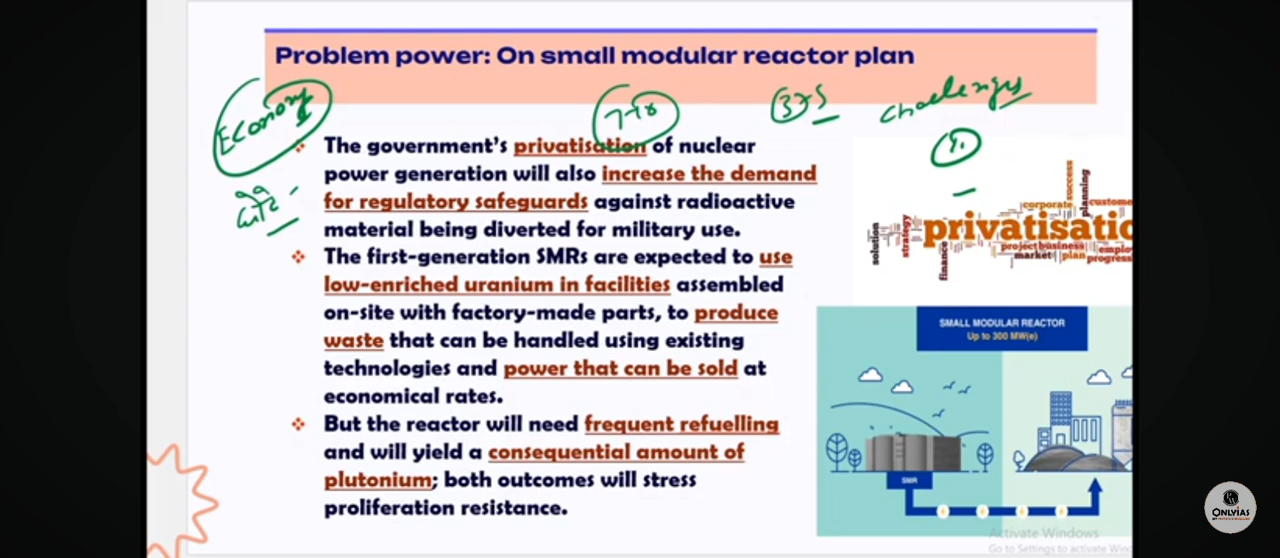 Problem power: On small modular reactor plan
Economy
challenges
The government's privatisation of nuclear
power generation will also increase the demand
for regulatory safeguards against radioactive
material being diverted for military use.
The first-generation SMRs are expected to use
low-enriched uranium in facilities assembled
on-site with factory-made parts, to produce
waste that can be handled using existing
technologies and power that can be sold at
economical rates.
But the reactor will need frequent refuelling
and will yield a consequential amount of
plutonium; both outcomes will stress
proliferation resistance.
success
planning
corporate
custome
solution
strategy
privatisatio
project business
employ
market plan
progress
finance
SMALL MODULAR REACTOR
Up to 300 MW(e)
SMR
ONLYIAS
Activate Windows
Go to Settings to activate Win